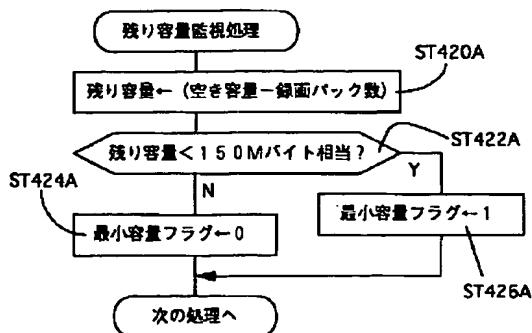 残り容量監視処理
ST420A
残り容量←(空き容量－録画パック数)
ST422A
残り容量<150Mバイト相当?
ST424A
N
Y
最小容量フラグ←0
最小容量フラグ←1
ST426A
次の処理へ